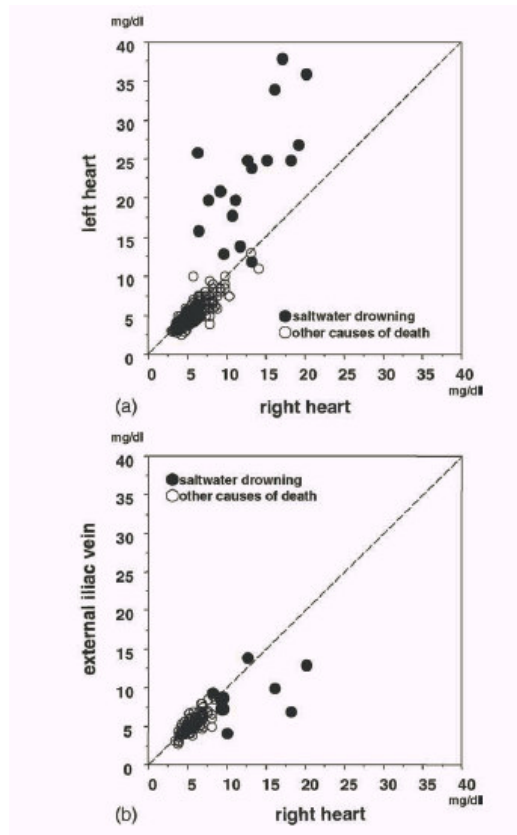 mg/dl
40
35
30
25
20
15
10
5
0
left heart
saltwater drowning
other causes of death
0 5 10 15 20 25 30 35 40
mg/dll
(a)
right heart
mg/dl
40
35
30
25
20
15
10
5
0
external iliac vein
saltwater drowning
other causes of death
0 5 10 15 20 25 30 35 40
mg/dll
(b)
right heart